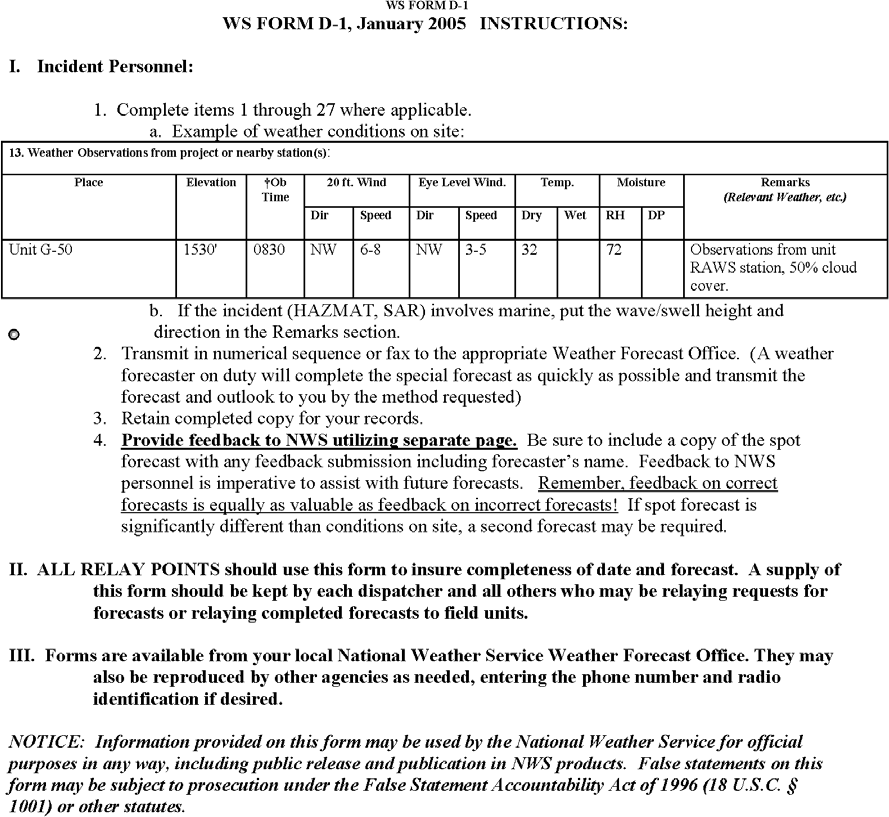 WS FORM D-1
WS FORM D-1, January 2005 INSTRUCTIONS:
I. Incident Personnel:
1. Complete items 1 through 27 where applicable.
a. Example of weather conditions on site:
13. Weather Observations from project or nearby station(s):
Place Elevation †Ob Time 20 ft. Wind Eye Level Wind. Temp. Moisture Remarks (Relevant Weather, etc.)
Dir Speed Dir Speed Dry Wet RH DP
Unit G-50 1530' 0830 NW 6-8 NW 3-5 32 72 Observations from unit
RAWS station, 50% cloud
cover.
b. If the incident (HAZMAT, SAR) involves marine, put the wave/swell height and
direction in the Remarks section.
2. Transmit in numerical sequence or fax to the appropriate Weather Forecast Office. (A weather
forecaster on duty will complete the special forecast as quickly as possible and transmit the
forecast and outlook to you by the method requested)
3. Retain completed copy for your records.
4. Provide feedback to NWS utilizing separate page. Be sure to include a copy of the spot
forecast with any feedback submission including forecaster's name. Feedback to NWS
personnel is imperative to assist with future forecasts. Remember, feedback on correct
forecasts is equally as valuable as feedback on incorrect forecasts! If spot forecast is
significantly different than conditions on site, a second forecast may be required.
II. ALL RELAY POINTS should use this form to insure completeness of date and forecast. A supply of
this form should be kept by each dispatcher and all others who may be relaying requests for
forecasts or relaying completed forecasts to field units.
III. Forms are available from your local National Weather Service Weather Forecast Office. They may
also be reproduced by other agencies as needed, entering the phone number and radio
identification if desired.
NOTICE: Information provided on this form may be used by the National Weather Service for official
purposes in any way, including public release and publication in NWS products. False statements on this
form may be subject to prosecution under the False Statement Accountability Act of 1996 (18 U.S.C. §
1001) or other statutes.